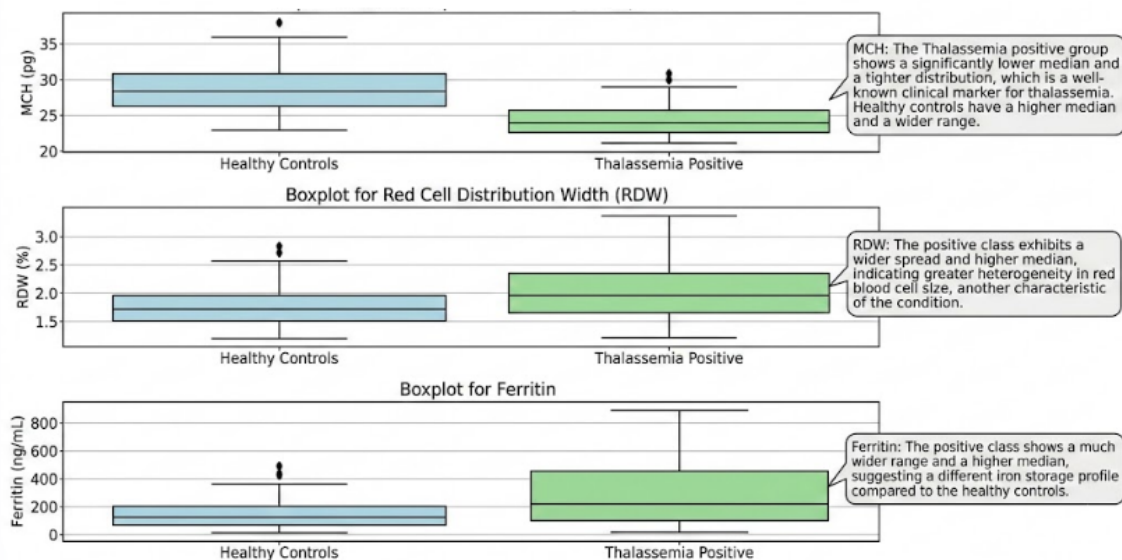 35
30
25
20
MCH (pg)
Healthy Controls
Thalassemia Positive
MCH: The Thalassemia positive group
shows a significantly lower median and
a tighter distribution, which is a well-
known clinical marker for thalassemia.
Healthy controls have a higher median
and a wider range.
Boxplot for Red Cell Distribution Width (RDW)
3.0
2.5
2.0
1.5
RDW (%)
Healthy Controls
Thalassemia Positive
RDW: The positive class exhibits a
wider spread and higher median,
indicating greater heterogeneity in red
blood cell size, another characteristic
of the condition.
Boxplot for Ferritin
800
600
400
200
0
Ferritin (ng/mL)
Healthy Controls
Thalassemia Positive
Ferritin: The positive class shows a much
wider range and a higher median,
suggesting a different iron storage profile
compared to the healthy controls.